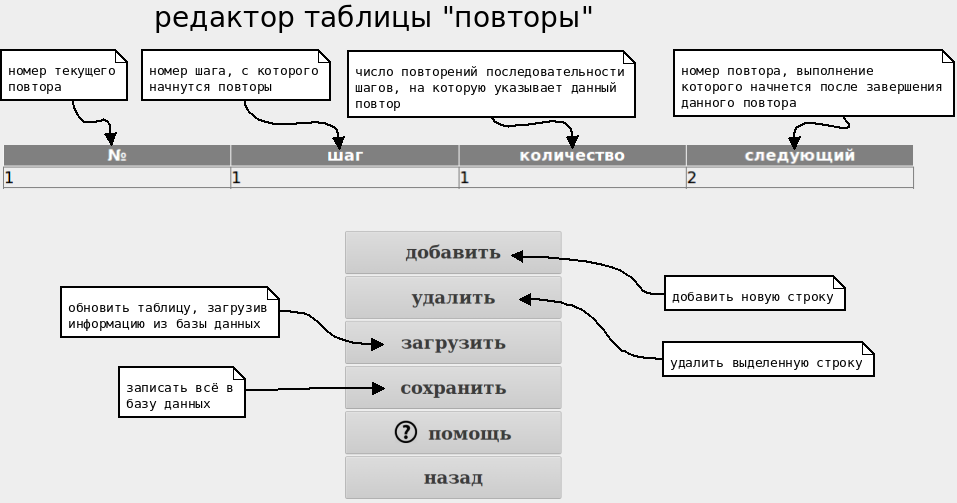 редактор таблицы "повторы"
номер текущего
повтора
номер шага, с которого
начнутся повторы
число повторений последовательности
шагов, на которую указывает данный
повтор
номер повтора, выполнение
которого начнется после завершения
данного повтора
№ шаг количество следующий
1 1 1 2
добавить
добавить новую строку
удалить
обновить таблицу, загрузив
информацию из базы данных
загрузить
удалить выделенную строку
записать всё в
базу данных
сохранить
? помощь
назад